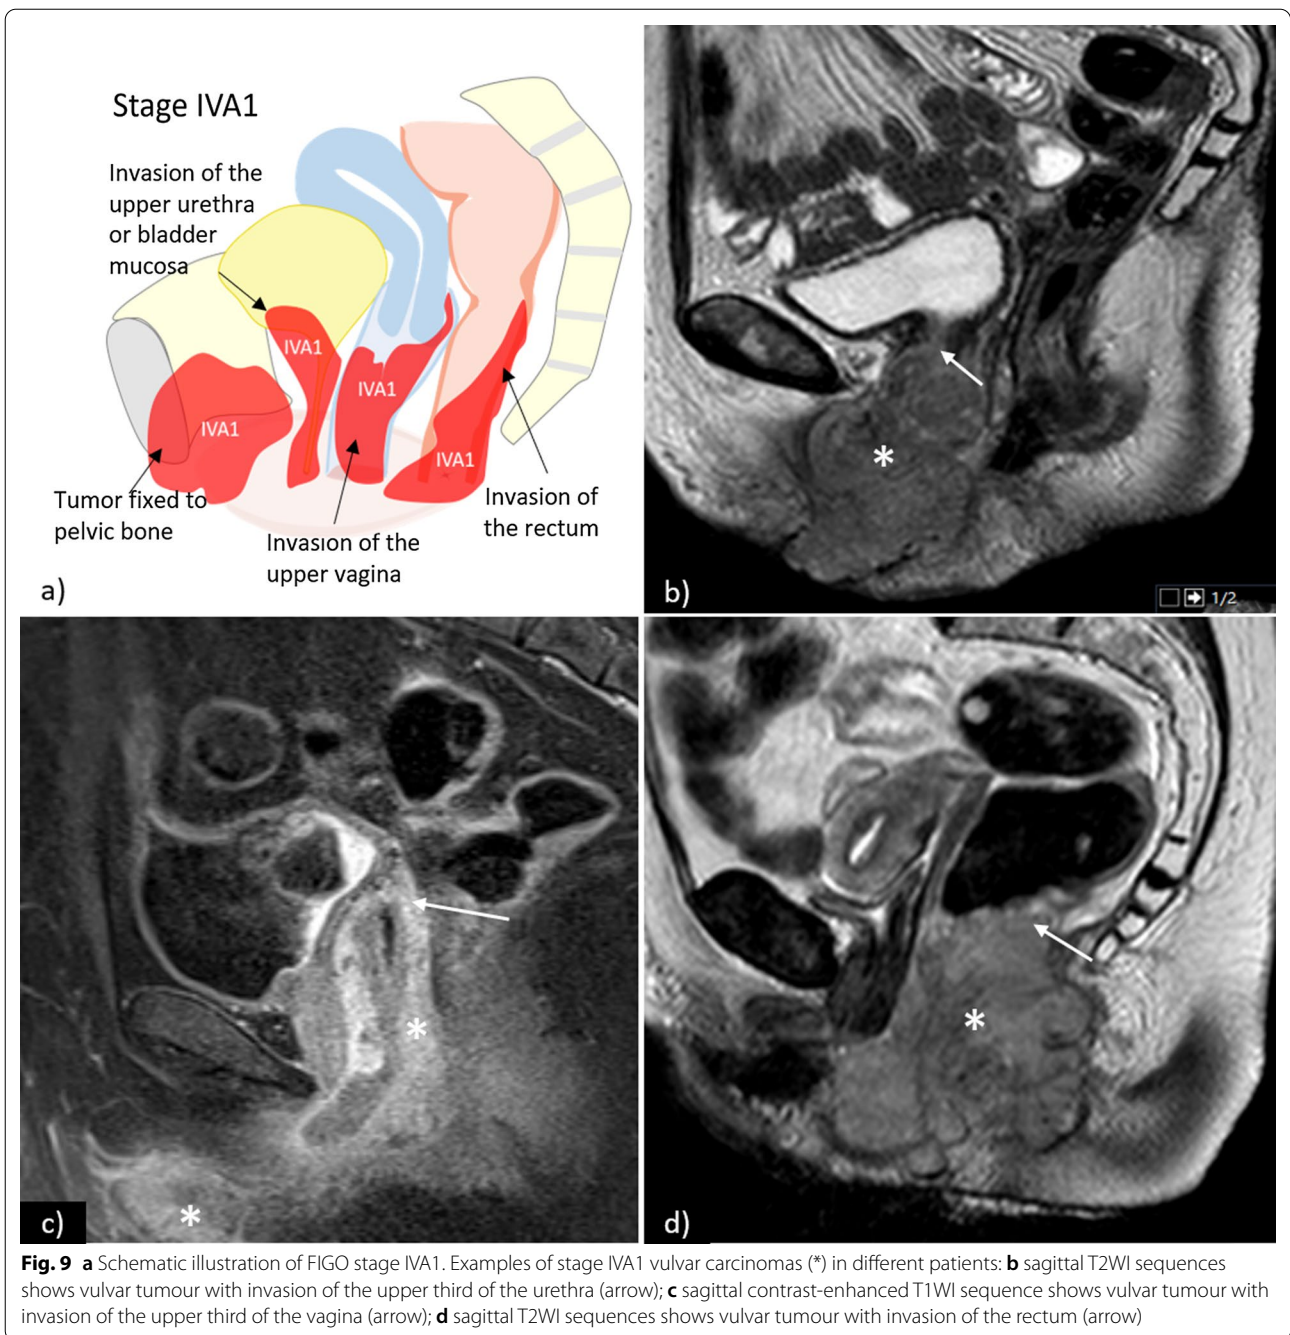 Stage IVA1
Invasion of the
upper urethra
or bladder
mucosa
IVA1
IVA1
IVA1
IVA1
Tumor fixed to
pelvic bone
Invasion of the
upper vagina
Invasion of
the rectum
a)
*
b)
1/2
*
*
c)
*
d)
Fig. 9 a Schematic illustration of FIGO stage IVA1. Examples of stage IVA1 vulvar carcinomas (*) in different patients: b sagittal T2WI sequences
shows vulvar tumour with invasion of the upper third of the urethra (arrow); c sagittal contrast-enhanced T1WI sequence shows vulvar tumour with
invasion of the upper third of the vagina (arrow); d sagittal T2WI sequences shows vulvar tumour with invasion of the rectum (arrow)